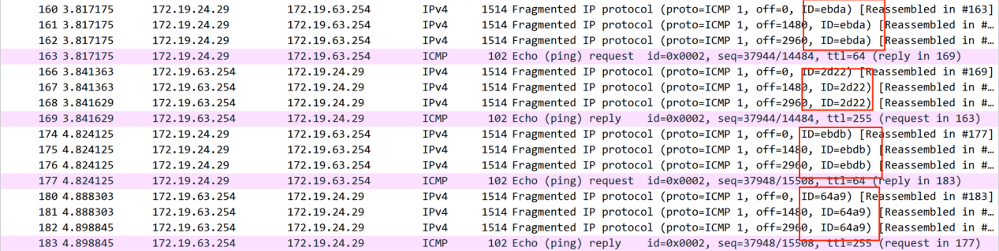 160 3.817175 172.19.24.29 172.19.63.254 IPv4 1514 Fragmented IP protocol (proto=ICMP 1, off=0, ID=ebda) [Reassembled in #163]
161 3.817175 172.19.24.29 172.19.63.254 IPv4 1514 Fragmented IP protocol (proto=ICMP 1, off=1480, ID=ebda) [Reassembled in #…
162 3.817175 172.19.24.29 172.19.63.254 IPv4 1514 Fragmented IP protocol (proto=ICMP 1, off=2960, ID=ebda) [Reassembled in #…
163 3.817175 172.19.24.29 172.19.63.254 ICMP 102 Echo (ping) request id=0x0002, seq=37944/14484, ttl=64 (reply in 169)
166 3.841363 172.19.63.254 172.19.24.29 IPv4 1514 Fragmented IP protocol (proto=ICMP 1, off=0, ID=2d22) [Reassembled in #169]
167 3.841363 172.19.63.254 172.19.24.29 IPv4 1514 Fragmented IP protocol (proto=ICMP 1, off=1480, ID=2d22) [Reassembled in #…
168 3.841629 172.19.63.254 172.19.24.29 IPv4 1514 Fragmented IP protocol (proto=ICMP 1, off=2960, ID=2d22) [Reassembled in #…
169 3.841629 172.19.63.254 172.19.24.29 ICMP 102 Echo (ping) reply id=0x0002, seq=37944/14484, ttl=255 (request in 163)
174 4.824125 172.19.24.29 172.19.63.254 IPv4 1514 Fragmented IP protocol (proto=ICMP 1, off=0, ID=ebdb) [Reassembled in #177]
175 4.824125 172.19.24.29 172.19.63.254 IPv4 1514 Fragmented IP protocol (proto=ICMP 1, off=1480, ID=ebdb) [Reassembled in #…
176 4.824125 172.19.24.29 172.19.63.254 IPv4 1514 Fragmented IP protocol (proto=ICMP 1, off=2960, ID=ebdb) [Reassembled in #…
177 4.824125 172.19.24.29 172.19.63.254 ICMP 102 Echo (ping) request id=0x0002, seq=37948/15508, ttl=64 (reply in 183)
180 4.888303 172.19.63.254 172.19.24.29 IPv4 1514 Fragmented IP protocol (proto=ICMP 1, off=0, ID=64a9) [Reassembled in #183]
181 4.888303 172.19.63.254 172.19.24.29 IPv4 1514 Fragmented IP protocol (proto=ICMP 1, off=1480, ID=64a9) [Reassembled in #…
182 4.898845 172.19.63.254 172.19.24.29 IPv4 1514 Fragmented IP protocol (proto=ICMP 1, off=2960, ID=64a9) [Reassembled in #…
183 4.898845 172.19.63.254 172.19.24.29 ICMP 102 Echo (ping) reply id=0x0002, seq=37948/15508, ttl=255 (request in 177)